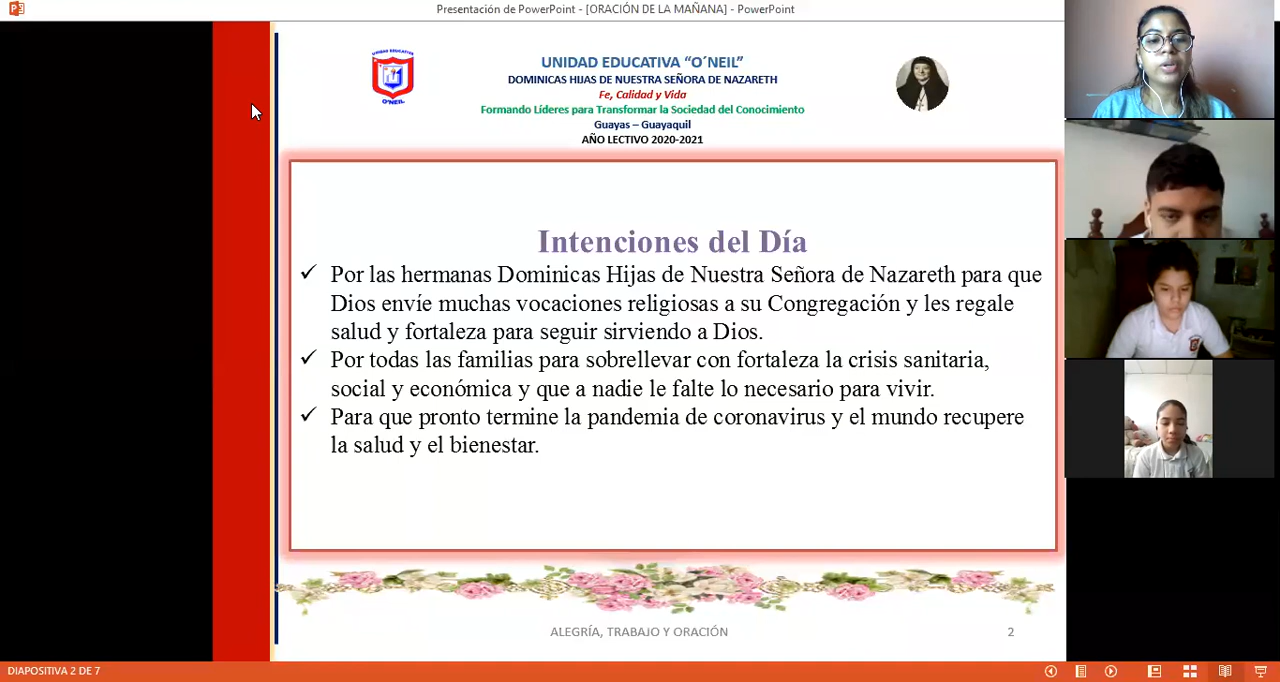 Presentación de PowerPoint - [ORACIÓN DE LA MAÑANA] - PowerPoint
UNIDAD EDUCATIVA
O´NEIL
UNIDAD EDUCATIVA “O´NEIL”
DOMINICAS HIJAS DE NUESTRA SEÑORA DE NAZARETH
Fe, Calidad y Vida
Formando Líderes para Transformar la Sociedad del Conocimiento
Guayas – Guayaquil
AÑO LECTIVO 2020-2021
Intenciones del Día
✓ Por las hermanas Dominicas Hijas de Nuestra Señora de Nazareth para que
Dios envíe muchas vocaciones religiosas a su Congregación y les regale
salud y fortaleza para seguir sirviendo a Dios.
✓ Por todas las familias para sobrellevar con fortaleza la crisis sanitaria,
social y económica y que a nadie le falte lo necesario para vivir.
✓ Para que pronto termine la pandemia de coronavirus y el mundo recupere
la salud y el bienestar.
ALEGRÍA, TRABAJO Y ORACIÓN
2
DIAPOSITIVA 2 DE 7